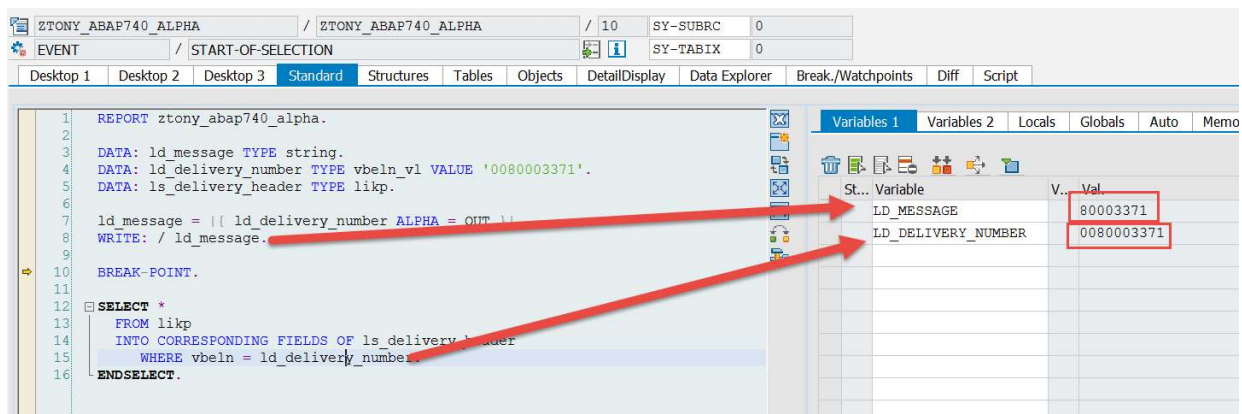 ZTONY_ABAP740_ALPHA / ZTONY_ABAP740_ALPHA / 10 SY-SUBRC 0
EVENT / START-OF-SELECTION SY-TABIX 0
Desktop 1 Desktop 2 Desktop 3 Standard Structures Tables Objects DetailDisplay Data Explorer Break./Watchpoints Diff Script
1 REPORT ztony_abap740_alpha.
2
3 DATA: ld_message TYPE string.
4 DATA: ld_delivery_number TYPE vbeln_vl VALUE '0080003371'.
5 DATA: ls_delivery_header TYPE likp.
6
7 ld_message = |{ ld_delivery_number ALPHA = OUT }|
8 WRITE: / ld_message.
9
10 BREAK-POINT.
11
12 SELECT *
13 FROM likp
14 INTO CORRESPONDING FIELDS OF ls_delivery_header
15 WHERE vbeln = ld_delivery_number.
16 ENDSELECT.
Variables 1 Variables 2 Locals Globals Auto Memo
St... Variable V... Val.
LD_MESSAGE 80003371
LD_DELIVERY_NUMBER 0080003371